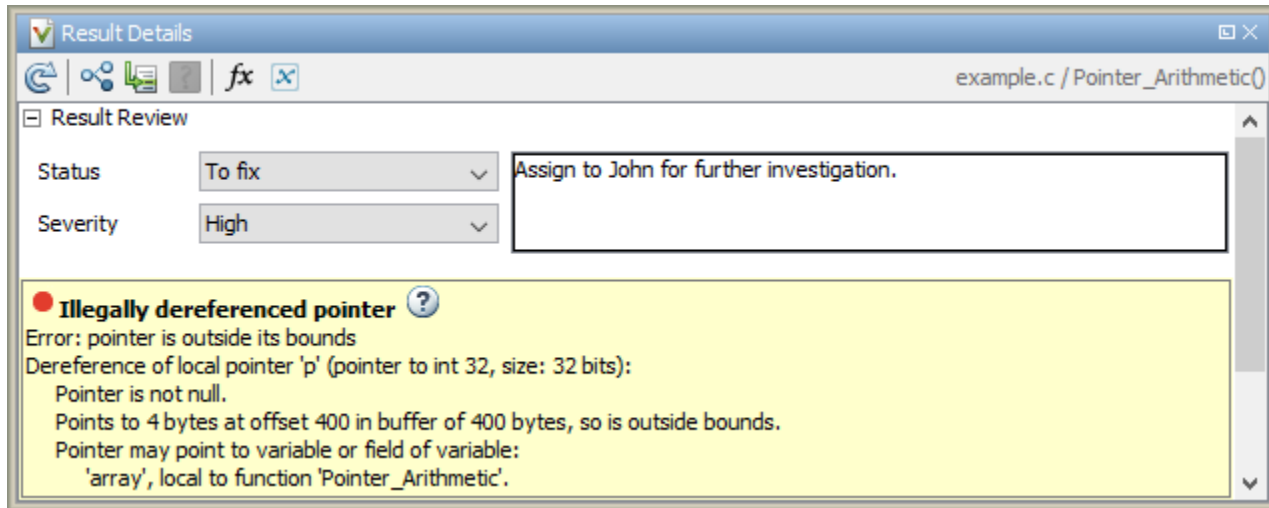 Result Details
fx x example.c / Pointer_Arithmetic()
Result Review
Status To fix Assign to John for further investigation.
Severity High
Illegally dereferenced pointer ?
Error: pointer is outside its bounds
Dereference of local pointer 'p' (pointer to int 32, size: 32 bits):
Pointer is not null.
Points to 4 bytes at offset 400 in buffer of 400 bytes, so is outside bounds.
Pointer may point to variable or field of variable:
'array', local to function 'Pointer_Arithmetic'.